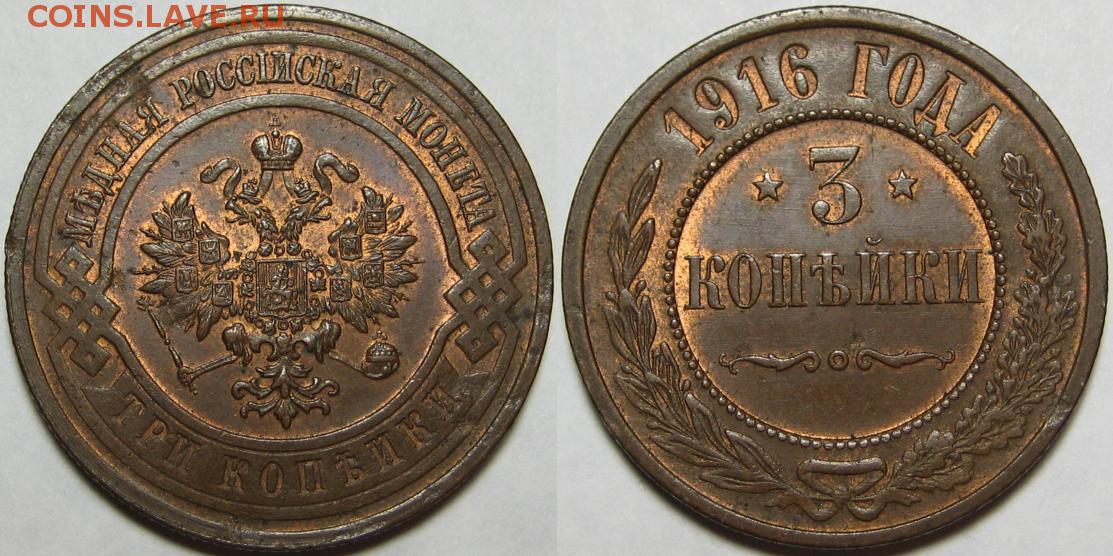 COINS.LAVE.RU
МѢДНАЯ РОССІЙСКАЯ МОНЕТА
ТРИ КОПѢЙКИ
1916 ГОДА
3
КОПѢЙКИ